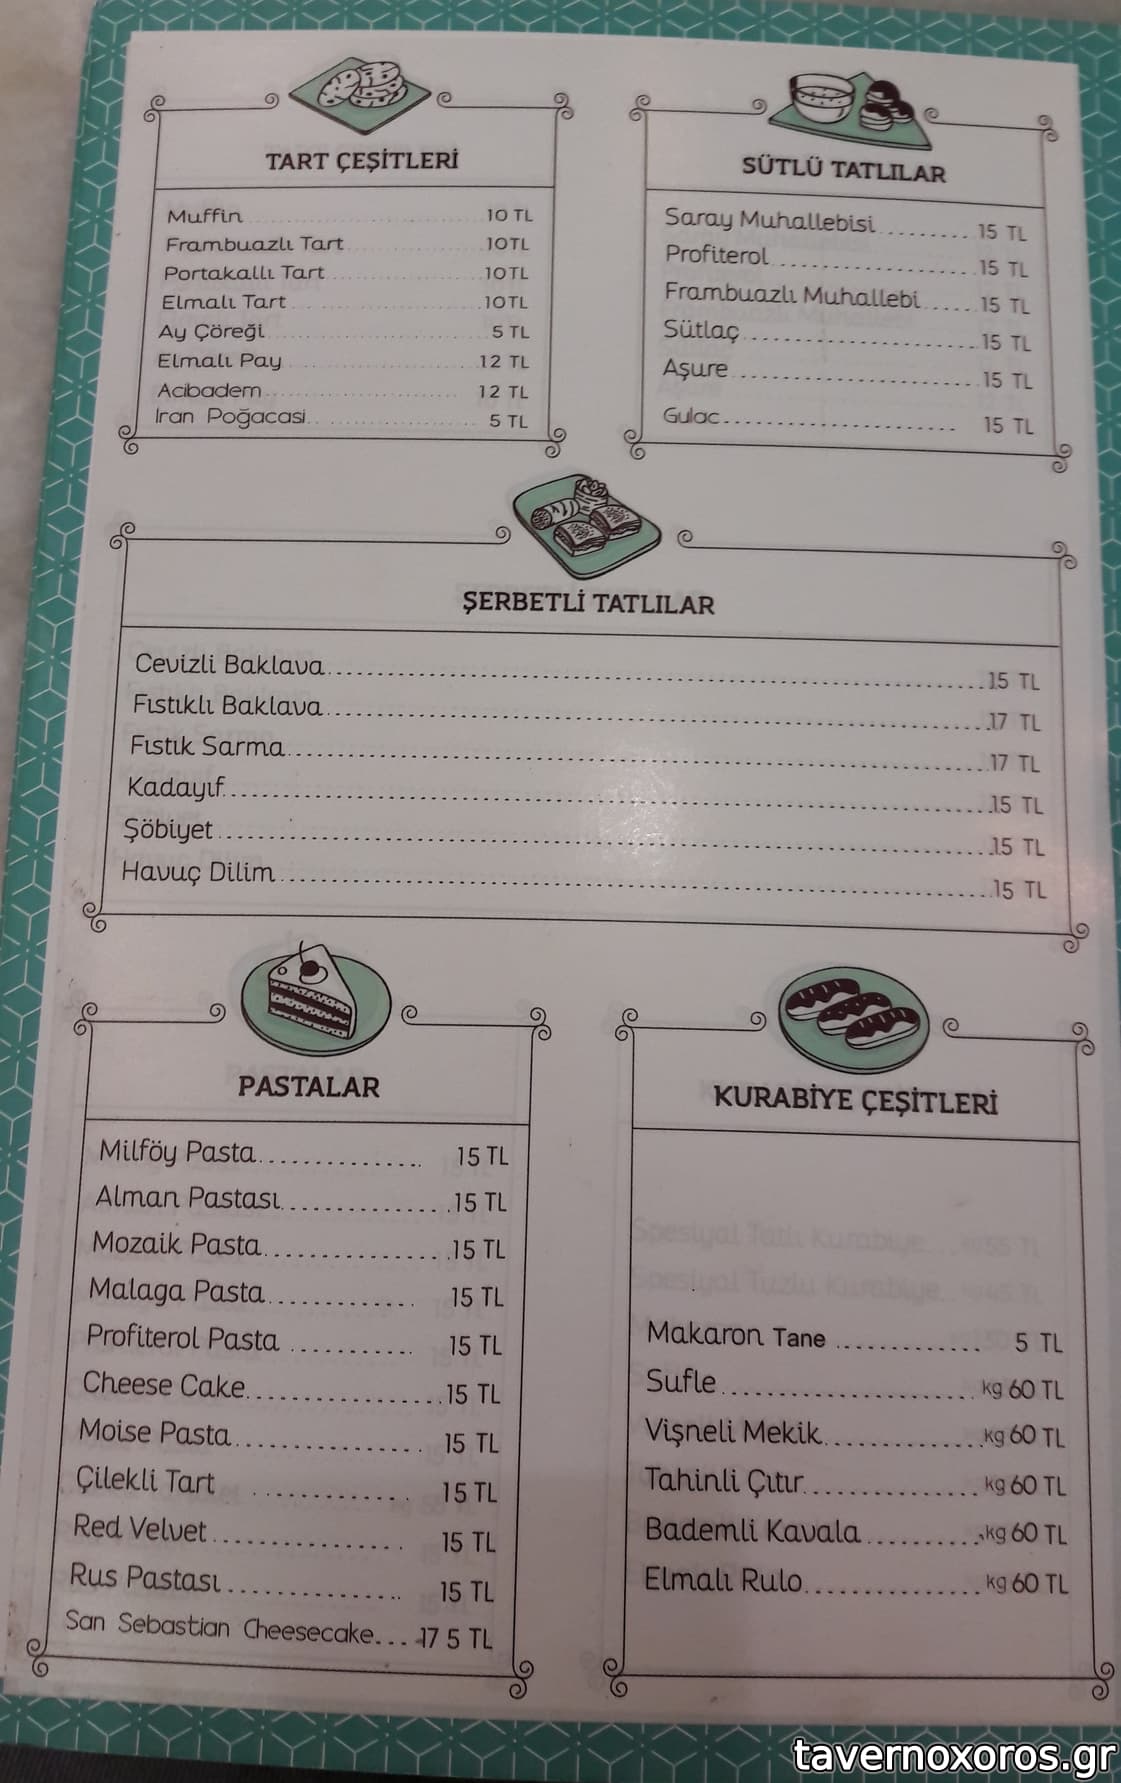 TART ÇEŞİTLERİ
Muffin 10 TL
Frambuazlı Tart 10TL
Portakallı Tart 10TL
Elmalı Tart 10TL
Ay Çöreği 5 TL
Elmalı Pay 12 TL
Acıbadem 12 TL
İran Poğacasi 5 TL
SÜTLÜ TATLILAR
Saray Muhallebisi 15 TL
Profiterol 15 TL
Frambuazlı Muhallebi 15 TL
Sütlaç 15 TL
Aşure 15 TL
Gulac 15 TL
ŞERBETLİ TATLILAR
Cevizli Baklava 15 TL
Fıstıklı Baklava 17 TL
Fıstık Sarma 17 TL
Kadayıf 15 TL
Şöbiyet 15 TL
Havuç Dilim 15 TL
PASTALAR
Milföy Pasta 15 TL
Alman Pastası 15 TL
Mozaik Pasta 15 TL
Malaga Pasta 15 TL
Profiterol Pasta 15 TL
Cheese Cake 15 TL
Moise Pasta 15 TL
Çilekli Tart 15 TL
Red Velvet 15 TL
Rus Pastası 15 TL
San Sebastian Cheesecake 17 5 TL
KURABİYE ÇEŞİTLERİ
Makaron Tane 5 TL
Sufle kg 60 TL
Vişneli Mekik kg 60 TL
Tahinli Çıtır kg 60 TL
Bademli Kavala kg 60 TL
Elmalı Rulo kg 60 TL
tavernoxoros.gr